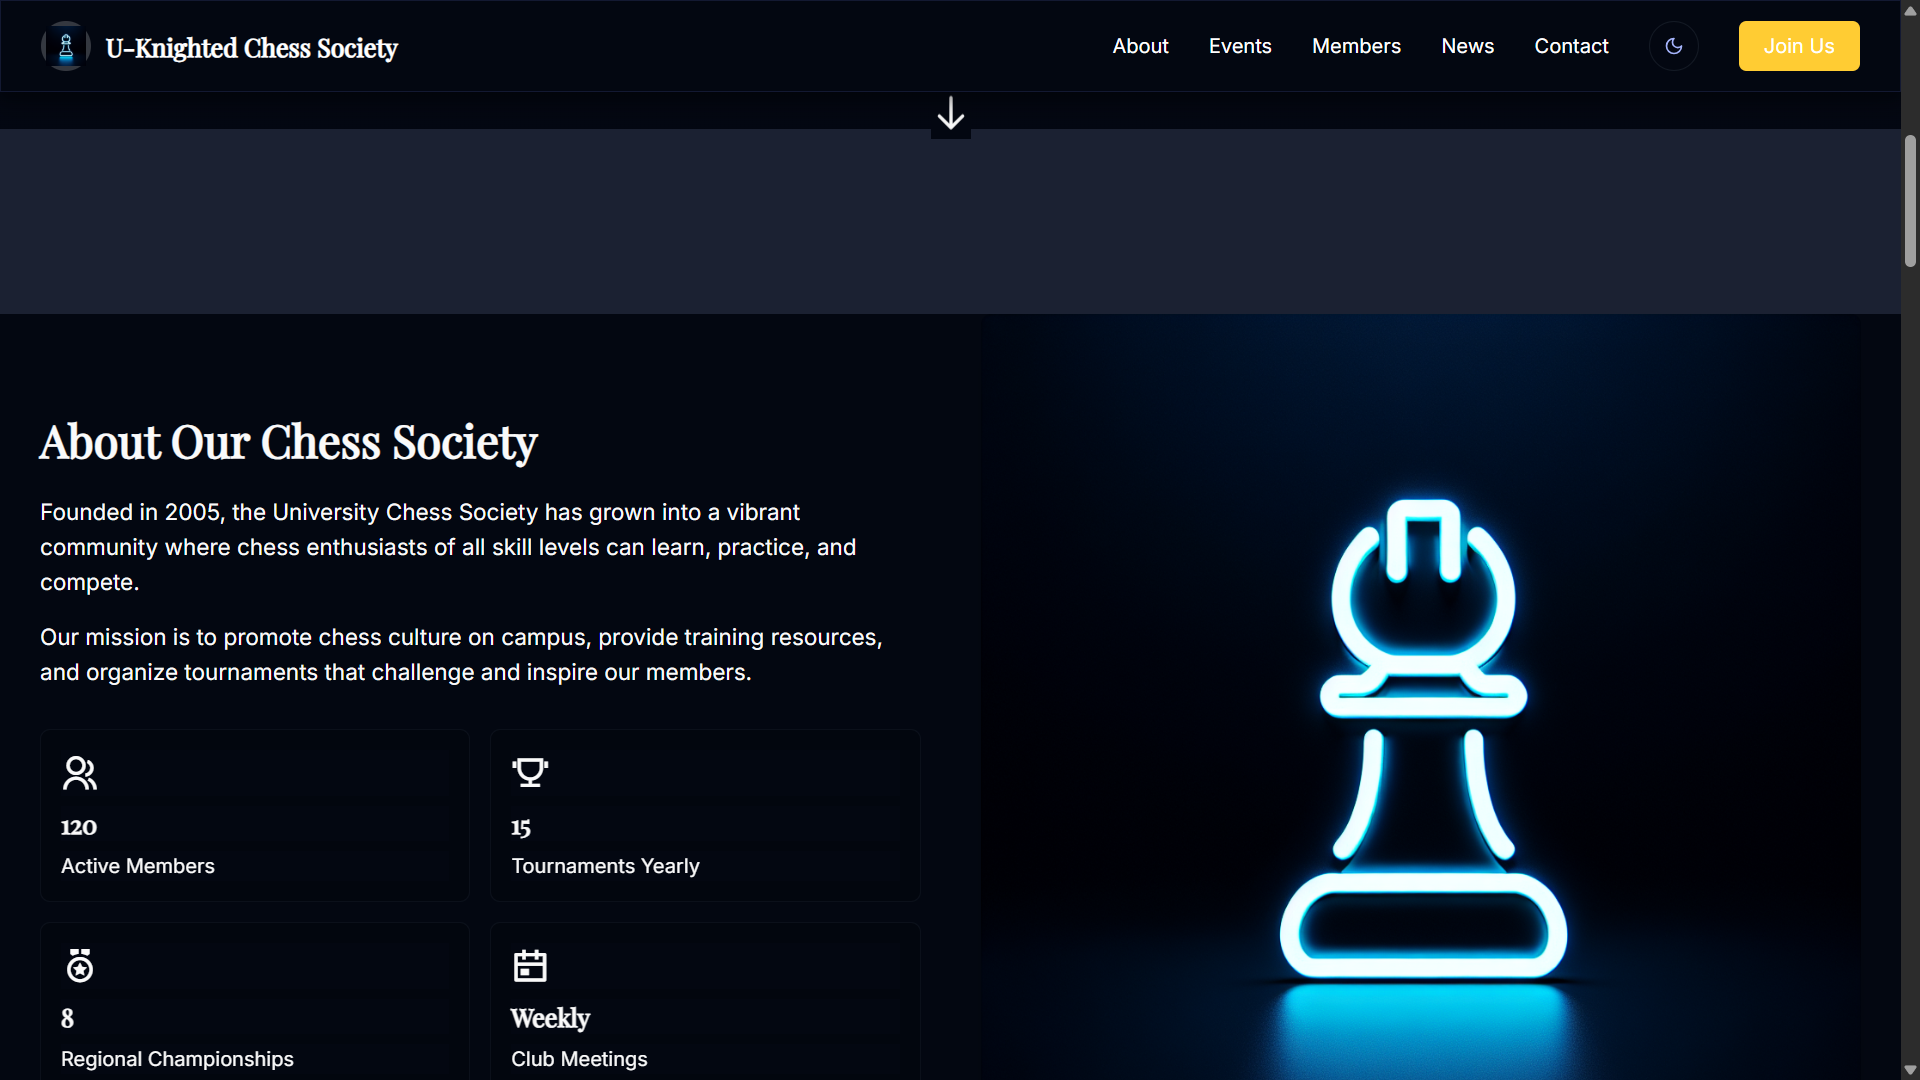 U-Knighted Chess Society
About
Events
Members
News
Contact
Join Us
About Our Chess Society
Founded in 2005, the University Chess Society has grown into a vibrant
community where chess enthusiasts of all skill levels can learn, practice, and
compete.
Our mission is to promote chess culture on campus, provide training resources,
and organize tournaments that challenge and inspire our members.
120
Active Members
15
Tournaments Yearly
8
Regional Championships
Weekly
Club Meetings